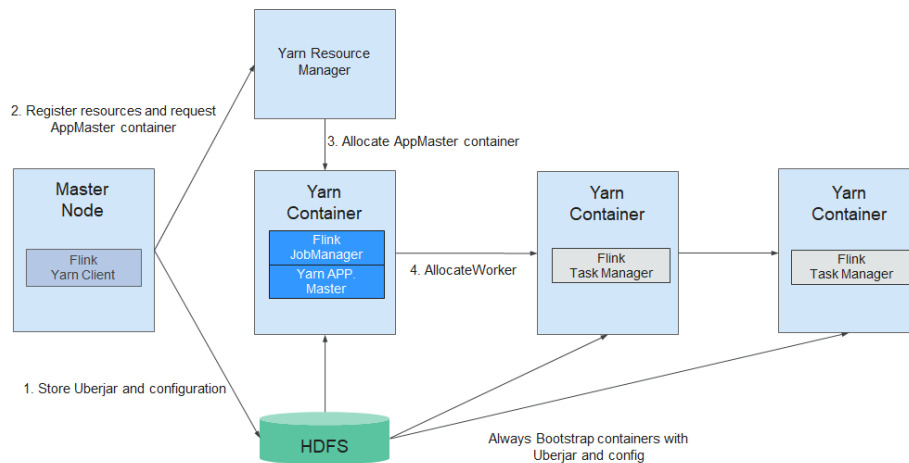 Yarn Resource
Manager
2. Register resources and request
AppMaster container
3. Allocate AppMaster container
Master
Node
Flink
Yarn Client
Yarn
Container
Flink
JobManager
Yarn APP.
Master
4. AllocateWorker
Yarn
Container
Flink
Task Manager
Yarn
Container
Flink
Task Manager
1. Store Uberjar and configuration
HDFS
Always Bootstrap containers with
Uberjar and config